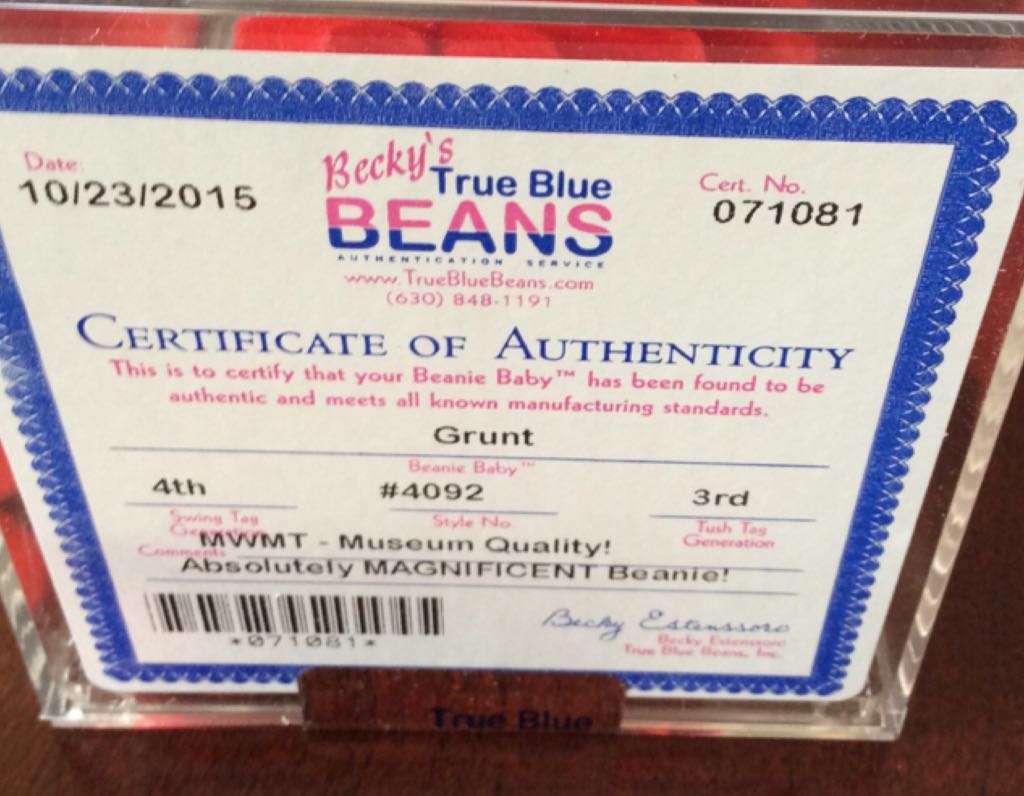 Date:
10/23/2015
Becky's
True Blue
BEANS
AUTHENTICATION SERVICE
www.TrueBlueBeans.com
(630) 848-1191
Cert. No.
071081
CERTIFICATE OF AUTHENTICITY
This is to certify that your Beanie Baby™ has been found to be
authentic and meets all known manufacturing standards.
Grunt
Beanie Baby™
4th #4092 3rd
Swing Tag Generation
Style No
Tush Tag Generation
Comments MWMT - Museum Quality!
Absolutely MAGNIFICENT Beanie!
*071081*
Becky Estenssoro
Becky Estenssoro
True Blue Beans, Inc.
True Blue